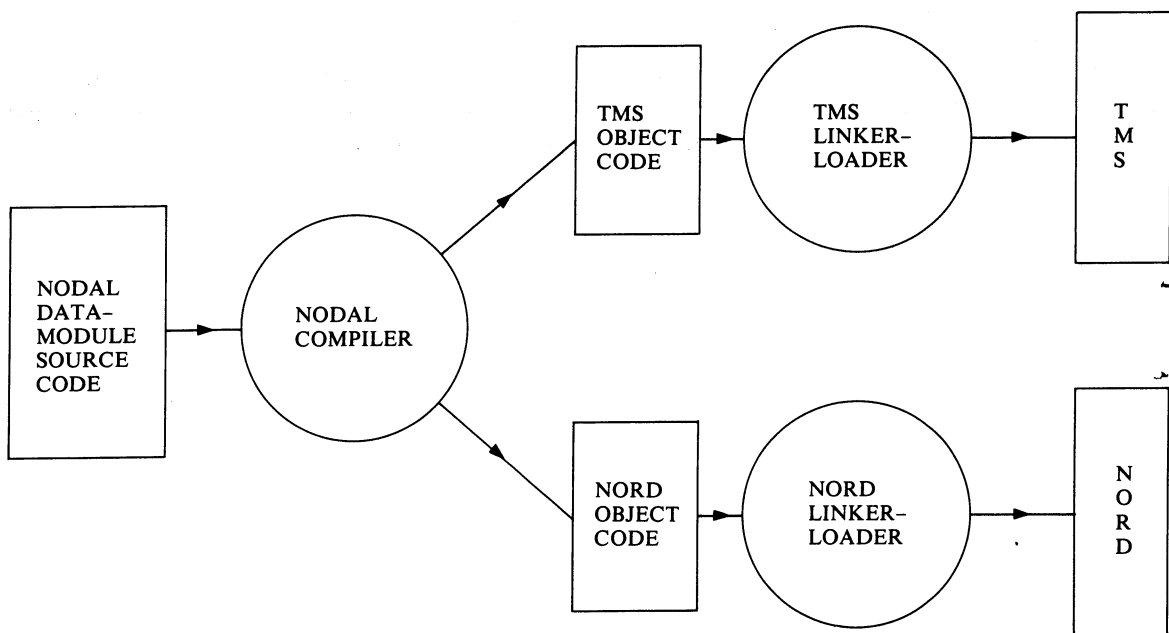 NODAL
DATA-
MODULE
SOURCE
CODE
NODAL
COMPILER
TMS
OBJECT
CODE
TMS
LINKER-
LOADER
T
M
S
NORD
OBJECT
CODE
NORD
LINKER-
LOADER
N
O
R
D